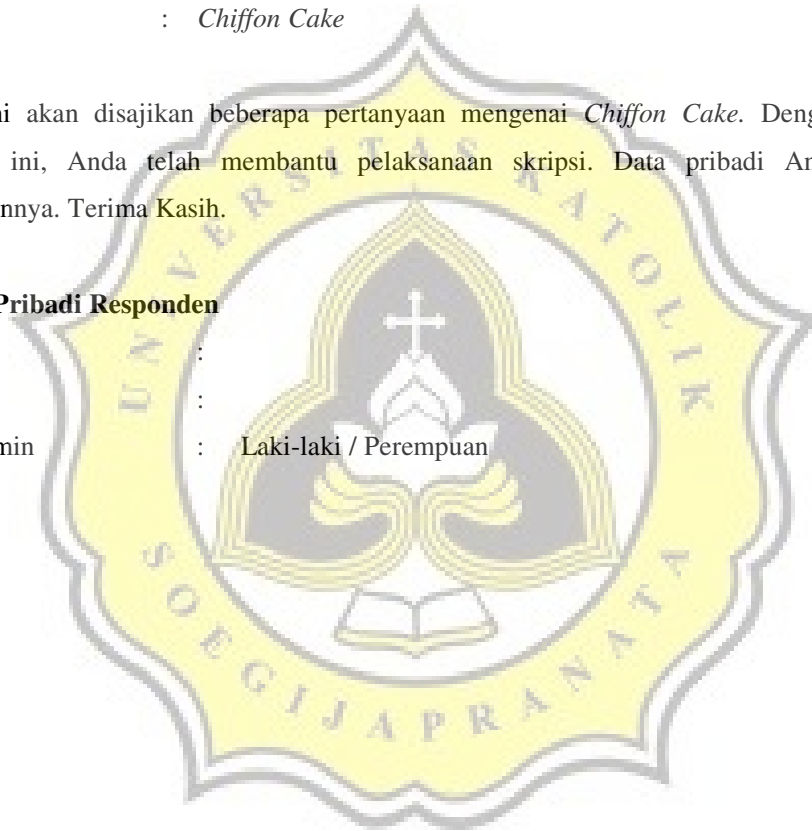 : Chiffon Cake
ni akan disajikan beberapa pertanyaan mengenai Chiffon Cake. Deng
ini, Anda telah membantu pelaksanaan skripsi. Data pribadi An
nnya. Terima Kasih.
Pribadi Responden
:
:
min : Laki-laki / Perempuan
UNIVERSITAS KATOLIK
SOEGIJAPRANATA